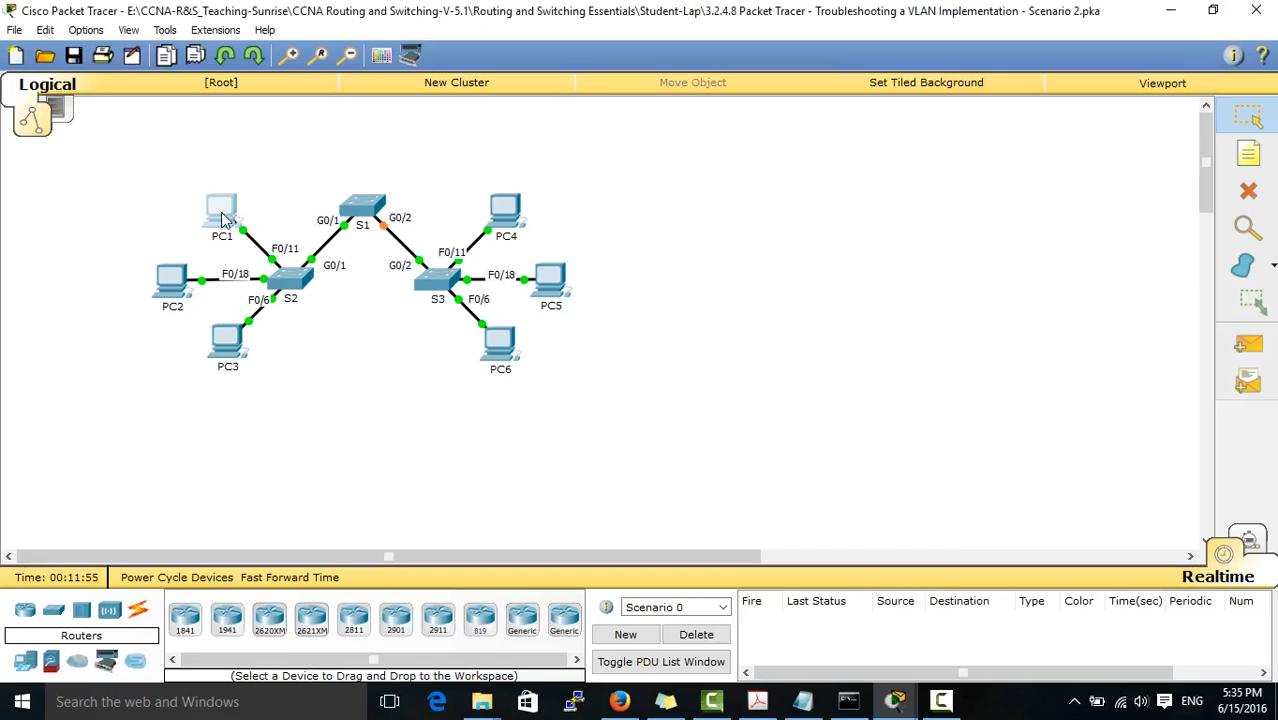 Cisco Packet Tracer - E:\CCNA-R&S_Teaching-Sunrise\CCNA Routing and Switching-V-5.1\Routing and Switching Essentials\Student-Lap\3.2.4.8 Packet Tracer - Troubleshooting a VLAN Implementation - Scenario 2.pka
File Edit Options View Tools Extensions Help
Logical [Root] New Cluster Move Object Set Tiled Background Viewport
G0/1 S1 G0/2
PC1 PC4
F0/11 F0/11
F0/18 G0/1 G0/2 F0/18
PC2 F0/6 S2 S3 F0/6 PC5
PC3 PC6
Realtime
Time: 00:11:55 Power Cycle Devices Fast Forward Time
Routers
1841 1941 2620XM 2621XM 2811 2901 2911 819 Generic Generic
(Select a Device to Drag and Drop to the Workspace)
Scenario 0
New Delete
Toggle PDU List Window
Fire Last Status Source Destination Type Color Time(sec) Periodic Num
Search the web and Windows
ENG
5:35 PM
6/15/2016